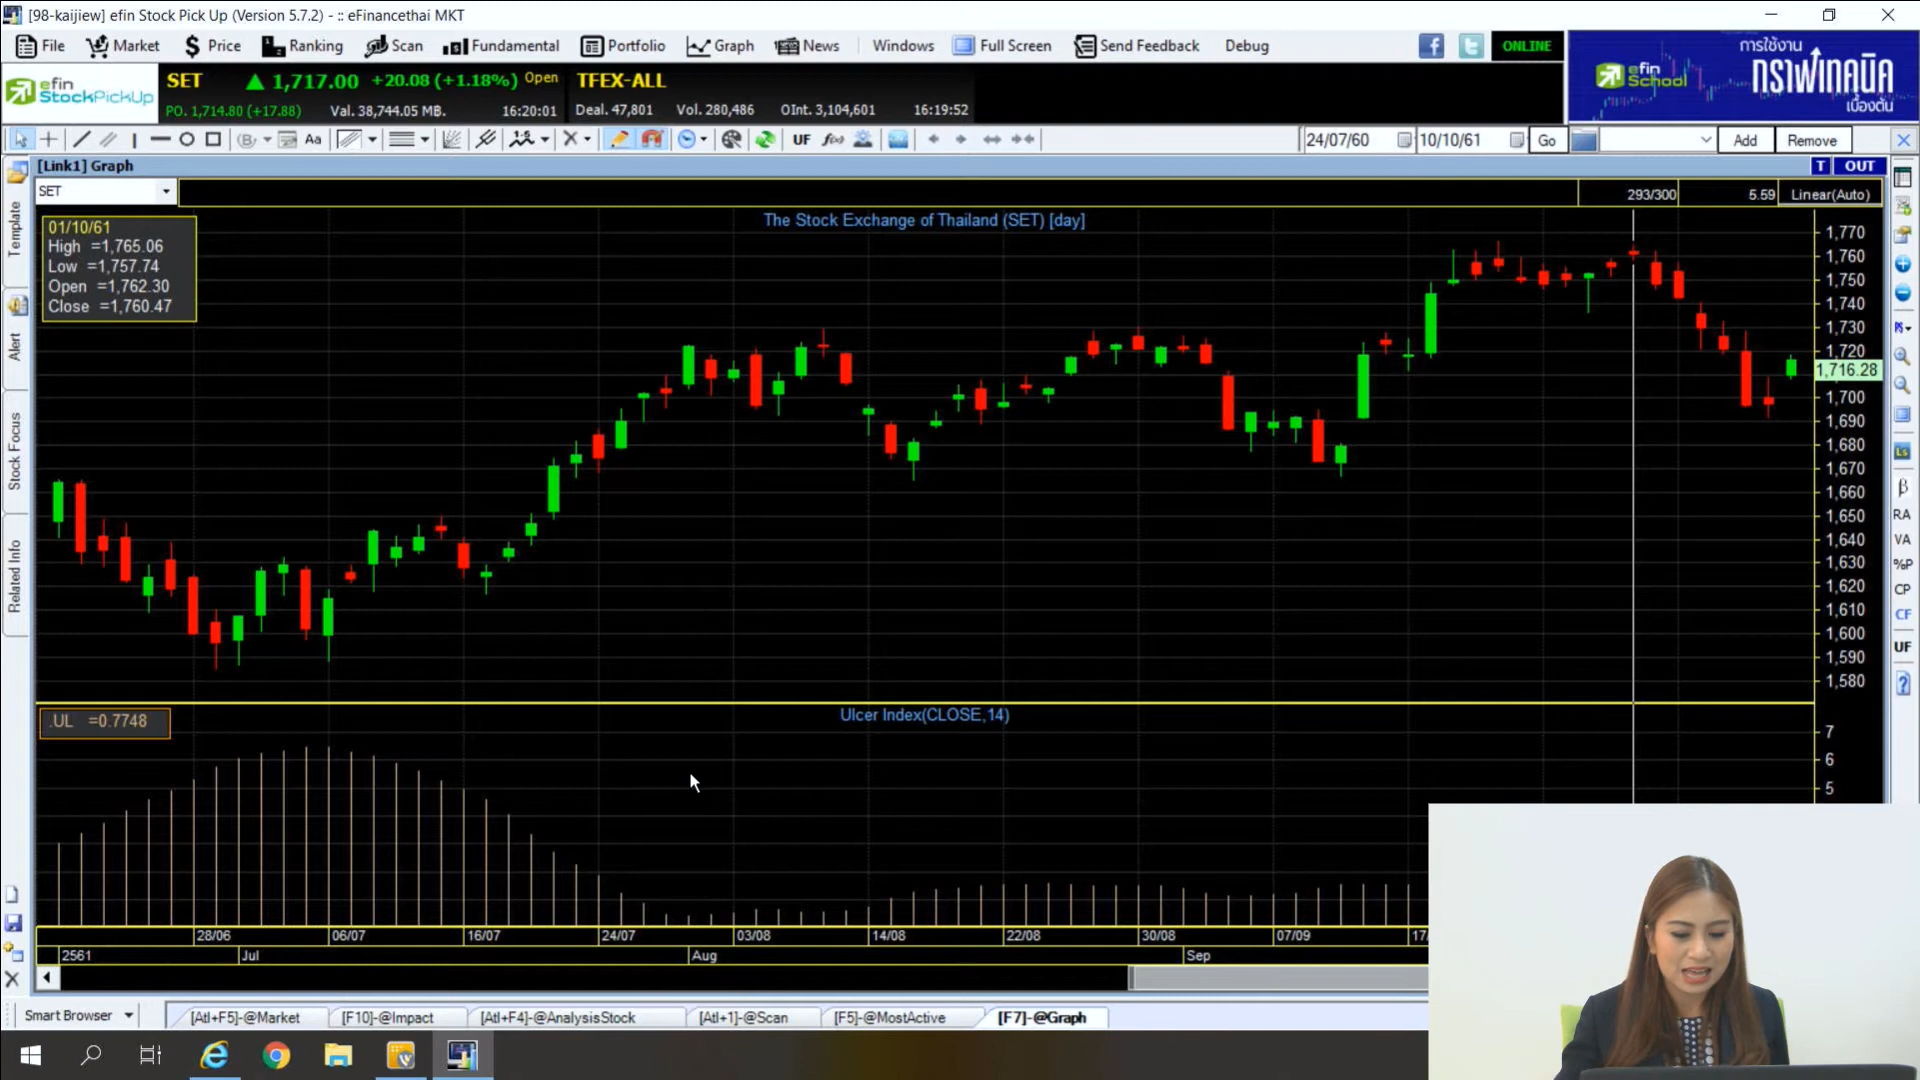 [98-kaijiew] efin Stock Pick Up (Version 5.7.2) - :: eFinancethai MKT
File Market $ Price Ranking Scan Fundamental Portfolio Graph News Windows Full Screen Send Feedback Debug f t ONLINE
efin StockPickUp
SET ▲ 1,717.00 +20.08 (+1.18%) Open
PO. 1,714.80 (+17.88) Val. 38,744.05 MB. 16:20:01
TFEX-ALL
Deal. 47,801 Vol. 280,486 OInt. 3,104,601 16:19:52
efin School
การใช้งาน
กราฟเทคนิค
เบื้องต้น
Aa UF f(x) 24/07/60 10/10/61 Go Add Remove
[Link1] Graph T OUT
SET 293/300 5.59 Linear(Auto)
The Stock Exchange of Thailand (SET) [day]
01/10/61
High =1,765.06
Low =1,757.74
Open =1,762.30
Close =1,760.47
1,770
1,760
1,750
1,740
1,730
1,720
1,716.28
1,700
1,690
1,680
1,670
1,660
1,650
1,640
1,630
1,620
1,610
1,600
1,590
1,580
Template
Alert
Stock Focus
Related Info
Ls
β
RA
VA
%P
CP
CF
UF
?
.UL =0.7748
Ulcer Index(CLOSE,14)
7
6
5
28/06 06/07 16/07 24/07 03/08 14/08 22/08 30/08 07/09 17/
2561 Jul Aug Sep
Smart Browser [Atl+F5]-@Market [F10]-@Impact [Atl+F4]-@AnalysisStock [Atl+1]-@Scan [F5]-@MostActive [F7]-@Graph